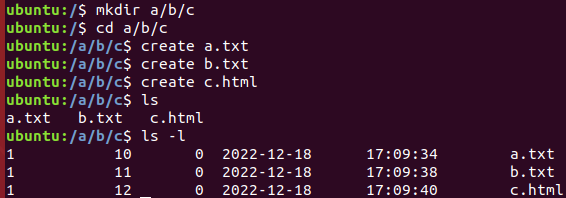 ubuntu:/$ mkdir a/b/c
ubuntu:/$ cd a/b/c
ubuntu:/a/b/c$ create a.txt
ubuntu:/a/b/c$ create b.txt
ubuntu:/a/b/c$ create c.html
ubuntu:/a/b/c$ ls
a.txt   b.txt   c.html
ubuntu:/a/b/c$ ls -l
1            10       0  2022-12-18       17:09:34         a.txt
1            11       0  2022-12-18       17:09:38         b.txt
1            12 _     0  2022-12-18       17:09:40         c.html